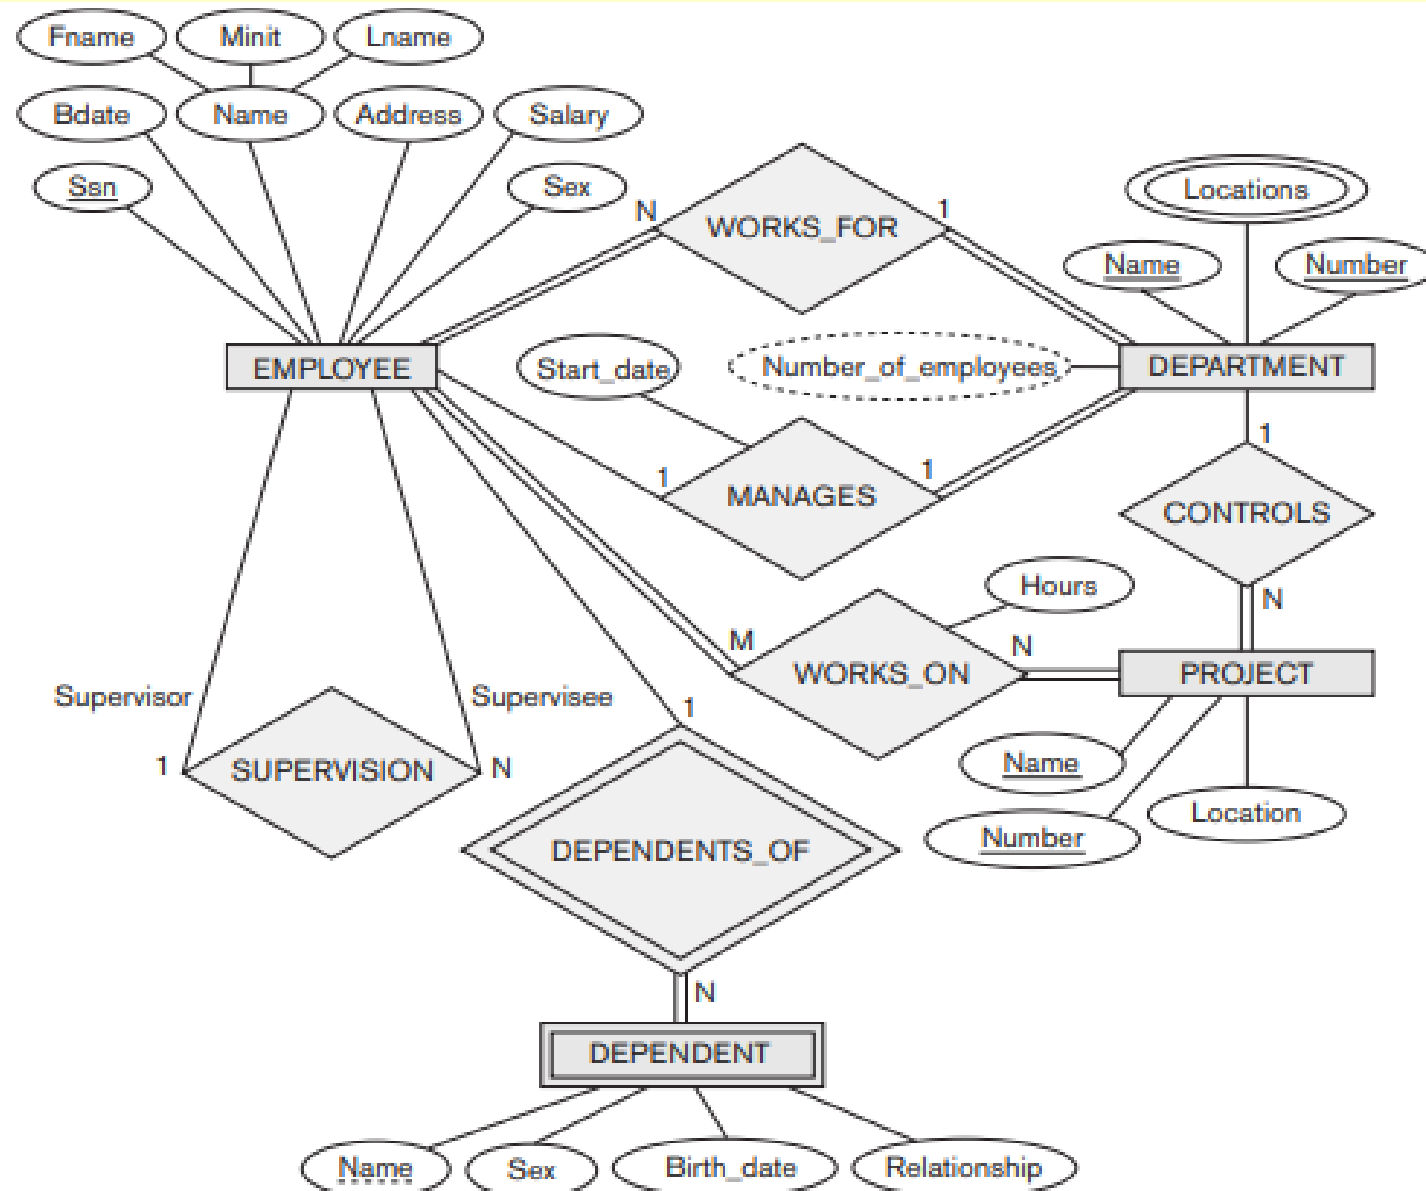 Fname Minit Lname
Bdate Name Address Salary
Ssn Sex
N WORKS_FOR 1
Locations
Name Number
EMPLOYEE Start_date Number_of_employees DEPARTMENT
1 MANAGES 1
1
CONTROLS
N
Hours
M WORKS_ON N PROJECT
Supervisor Supervisee
1 SUPERVISION N
1
Name
Number Location
DEPENDENTS_OF
N
DEPENDENT
Name Sex Birth_date Relationship